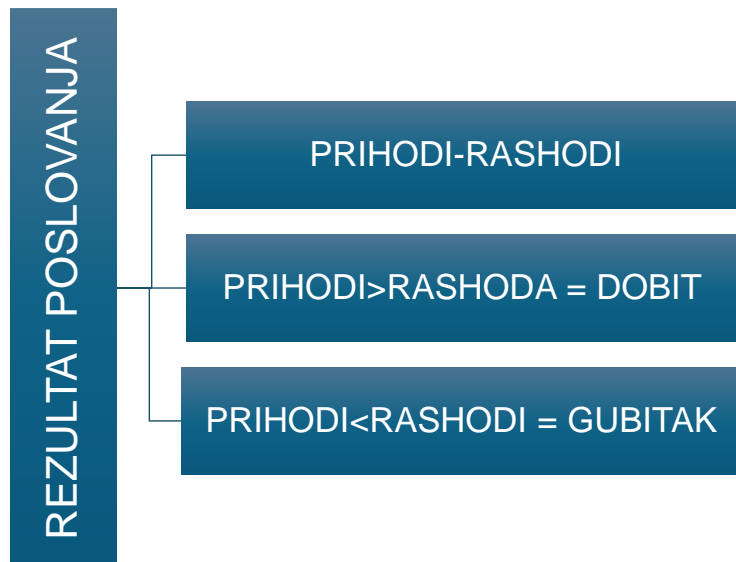 REZULTAT POSLOVANJA
PRIHODI-RASHODI
PRIHODI>RASHODA = DOBIT
PRIHODI<RASHODI = GUBITAK